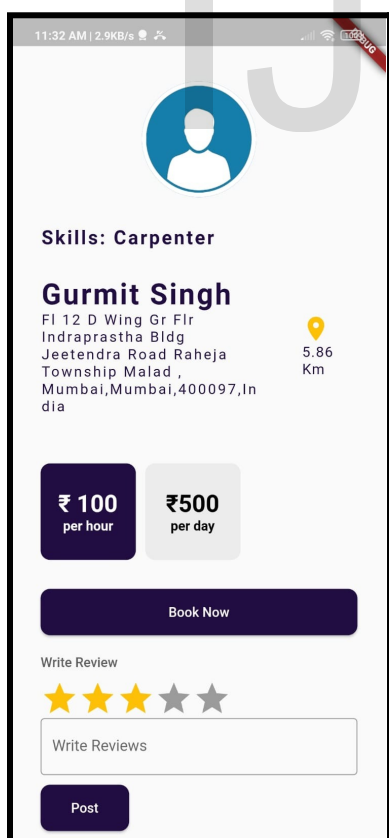 IJ
11:32 AM | 2.9KB/s
100
DEBUG
Skills: Carpenter
Gurmit Singh
Fl 12 D Wing Gr Flr
Indraprastha Bldg
Jeetendra Road Raheja
Township Malad ,
Mumbai,Mumbai,400097,In
dia
5.86
Km
₹ 100
per hour
₹500
per day
Book Now
Write Review
Write Reviews
Post